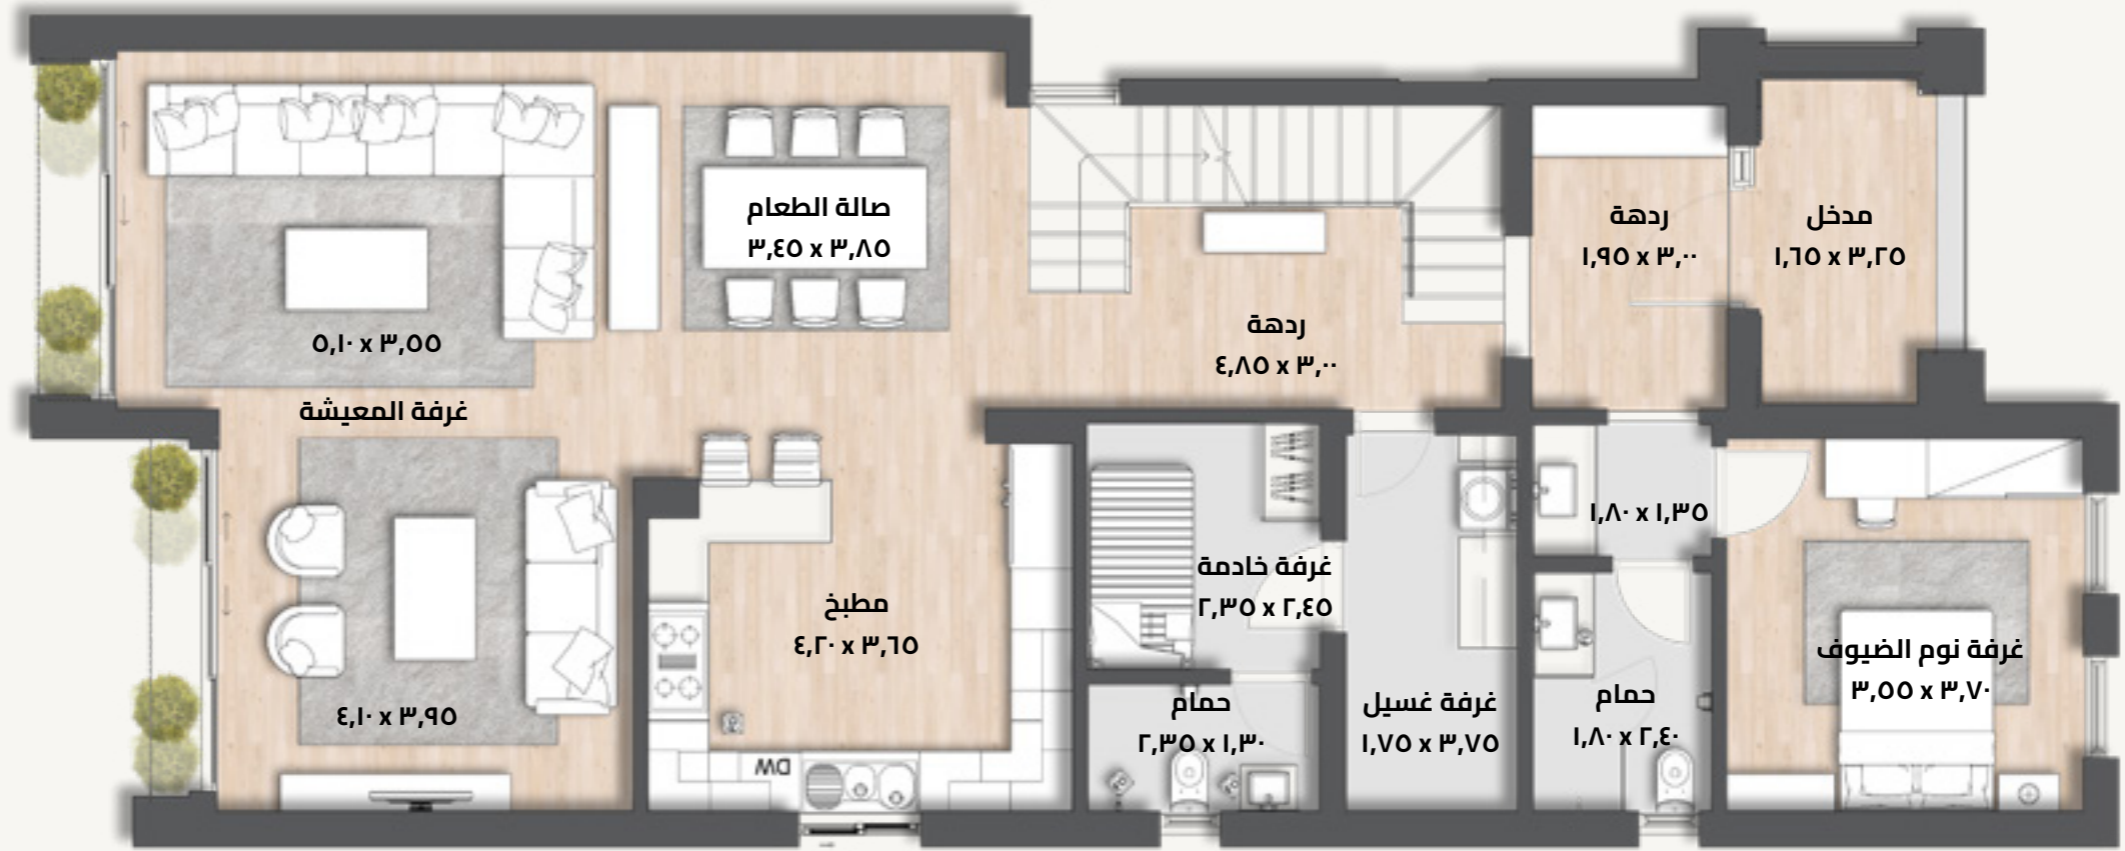 مدخل
١,٦٥ x ٣,٢٥
ردهة
١,٩٥ x ٣,٠٠
صالة الطعام
٣,٤٥ x ٣,٨٥
٥,١٠ x ٣,٥٥
ردهة
٤,٨٥ x ٣,٠٠
غرفة المعيشة
٤,١٠ x ٣,٩٥
مطبخ
٤,٢٠ x ٣,٦٥
DW
غرفة خادمة
٢,٣٥ x ٢,٤٥
حمام
٢,٣٥ x ١,٣٠
غرفة غسيل
١,٧٥ x ٣,٧٥
١,٨٠ x ١,٣٥
حمام
١,٨٠ x ٢,٤٠
غرفة نوم الضيوف
٣,٥٥ x ٣,٧٠